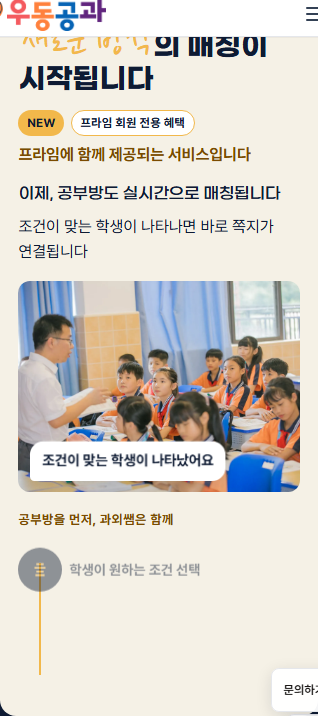 우동공과
새로운 방식의 매칭이
시작됩니다
NEW 프라임 회원 전용 혜택
프라임에 함께 제공되는 서비스입니다
이제, 공부방도 실시간으로 매칭됩니다
조건이 맞는 학생이 나타나면 바로 쪽지가
연결됩니다
조건이 맞는 학생이 나타났어요
공부방을 먼저, 과외쌤은 함께
학생이 원하는 조건 선택